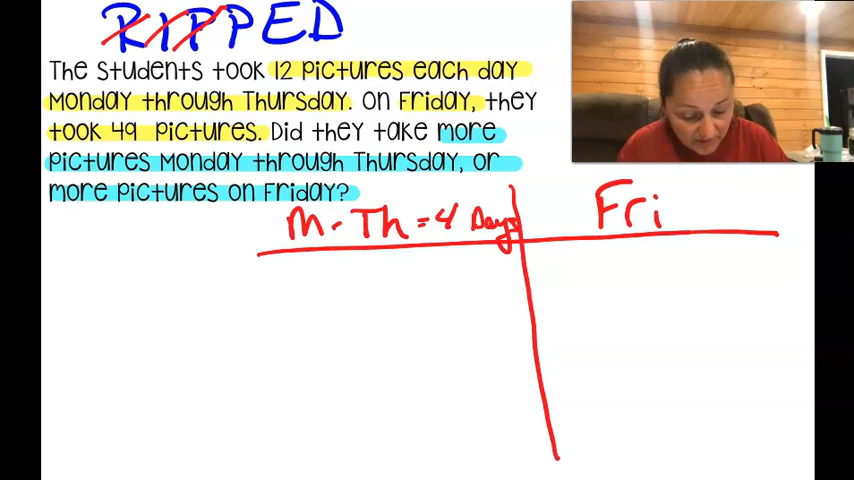 RIPPED
The Students took 12 pictures each day
Monday through Thursday. On Friday, they
took 49 pictures. Did they take more
pictures Monday through Thursday, or
more pictures on Friday?
M - Th = 4 Days
Fri